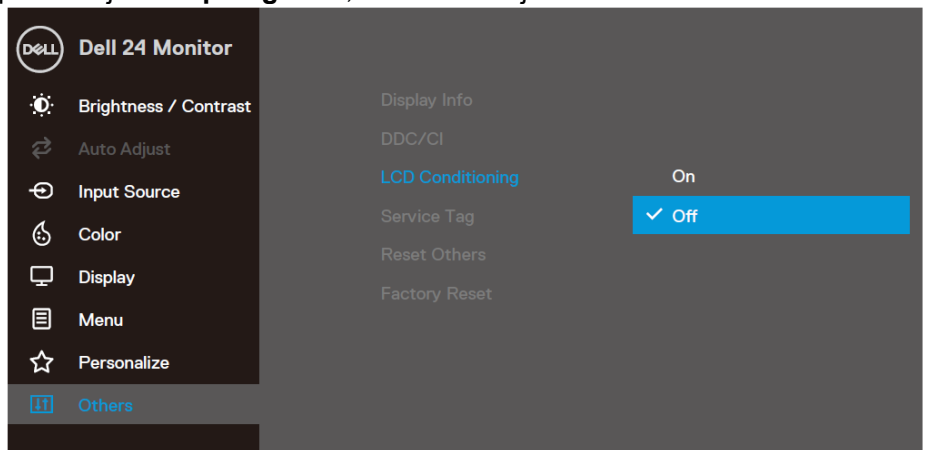 DELL
Dell 24 Monitor
Brightness / Contrast
Auto Adjust
Input Source
Color
Display
Menu
Personalize
Others
Display Info
DDC/CI
LCD Conditioning
Service Tag
Reset Others
Factory Reset
On
Off